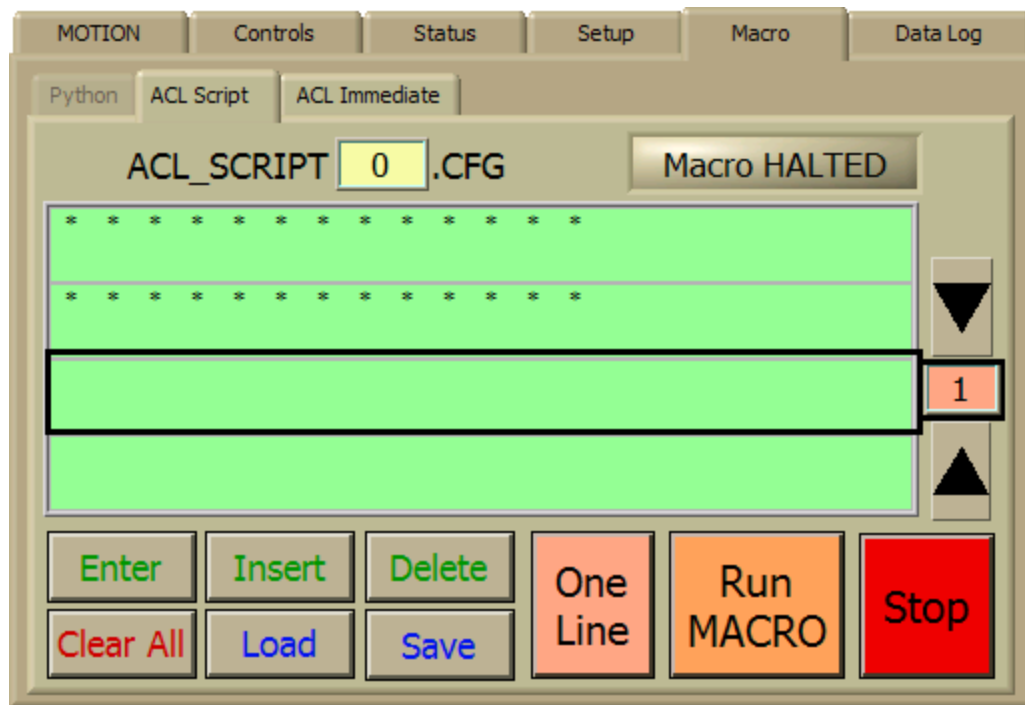 MOTION Controls Status Setup Macro Data Log
Python ACL Script ACL Immediate
ACL_SCRIPT 0 .CFG Macro HALTED
* * * * * * * * * * * * *
* * * * * * * * * * * * *
1
Enter Insert Delete
One Line
Run MACRO
Stop
Clear All Load Save